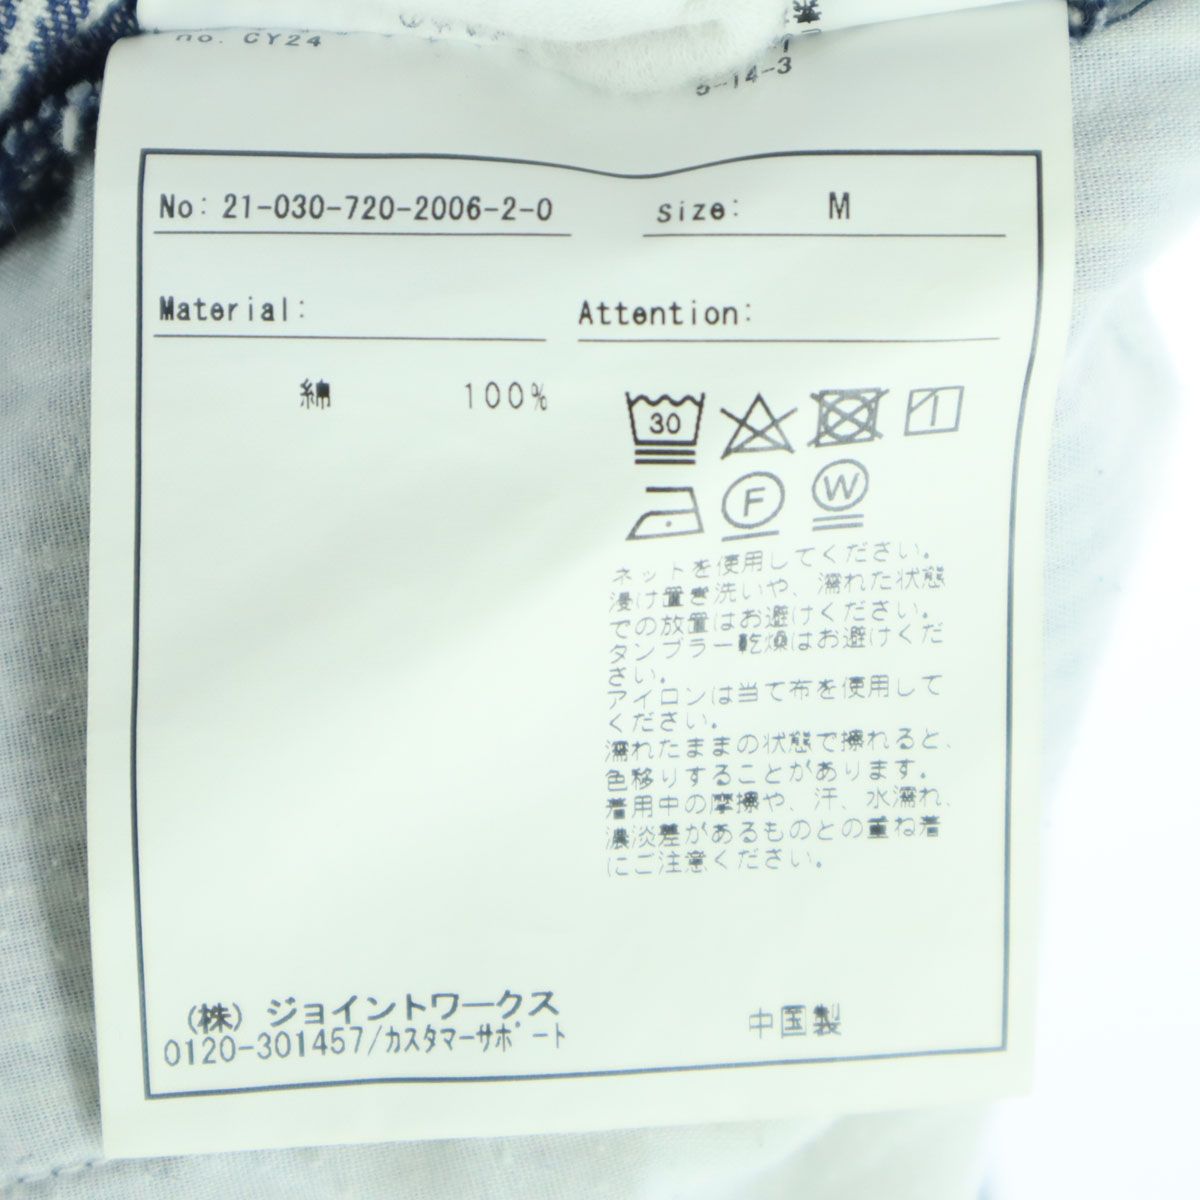 no. CY24
5-14-3
No: 21-030-720-2006-2-0
size: M
Material:
Attention:
綿 100%
30
F W
ネットを使用してください。
浸け置き洗いや、濡れた状態
での放置はお避けください。
タンブラー乾燥はお避けくだ
さい。
アイロンは当て布を使用して
ください。
濡れたままの状態で擦れると、
色移りすることがあります。
着用中の摩擦や、汗、水濡れ、
濃淡差があるものとの重ね着
にご注意ください。
(株) ジョイントワークス
0120-301457/カスタマーサポート
中国製